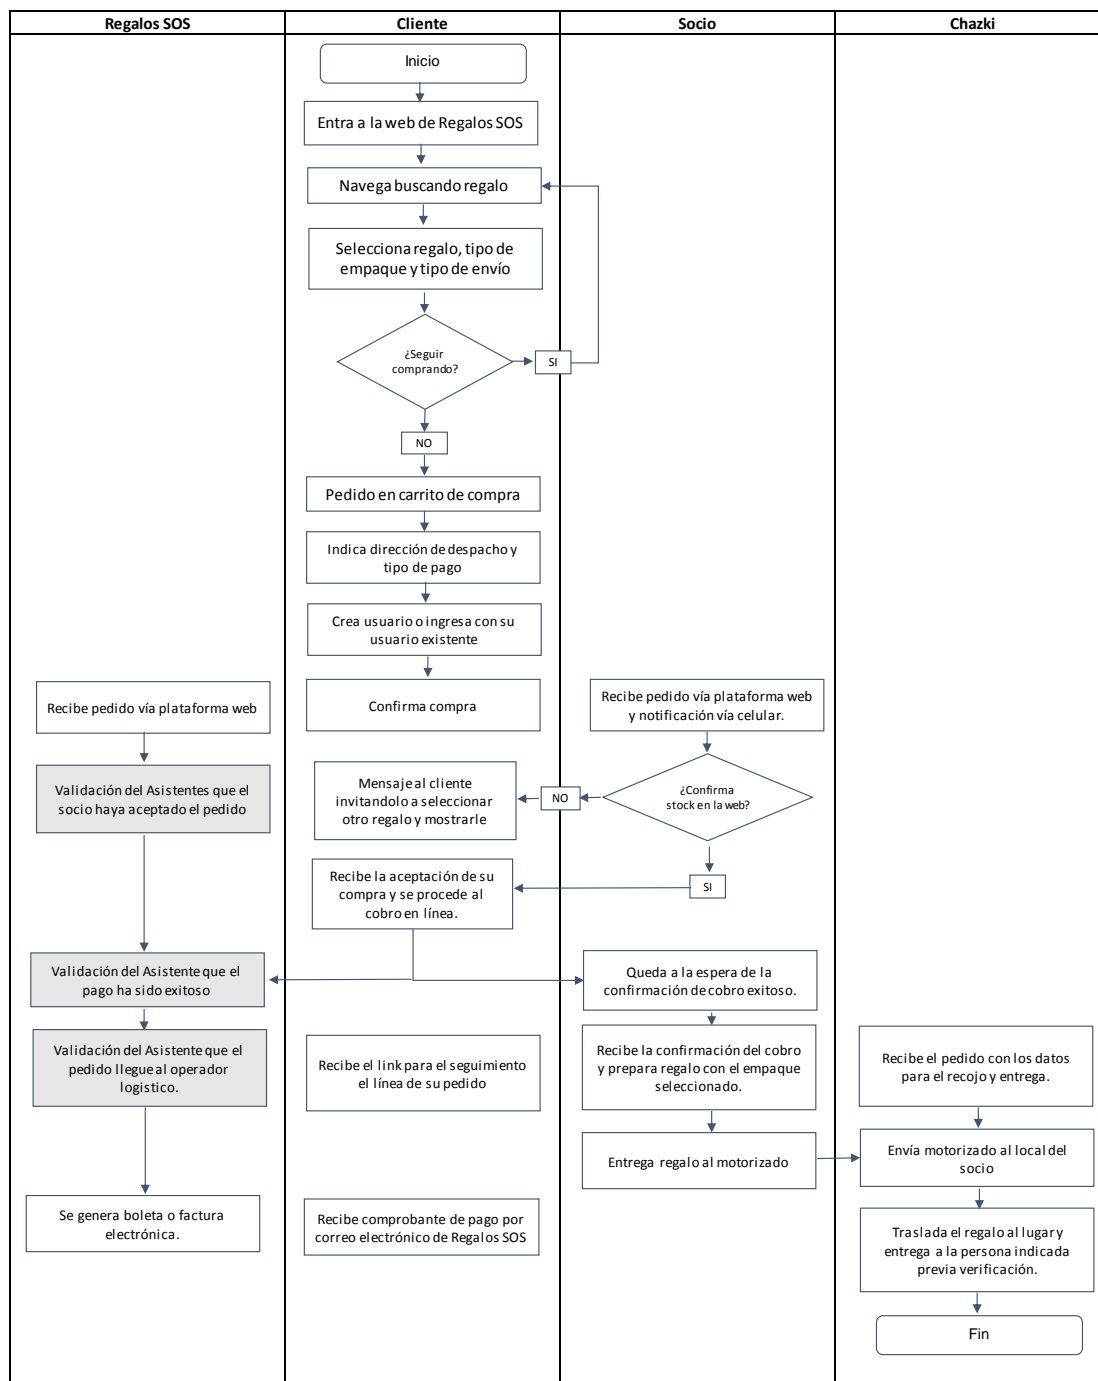 Regalos SOS
Cliente
Socio
Chazki
Inicio
Entra a la web de Regalos SOS
Navega buscando regalo
Selecciona regalo, tipo de
empaque y tipo de envío
¿Seguir
comprando?
SI
NO
Pedido en carrito de compra
Indica dirección de despacho y
tipo de pago
Crea usuario o ingresa con su
usuario existente
Recibe pedido vía plataforma web
Confirma compra
Recibe pedido vía plataforma web
y notificación vía celular.
Validación del Asistentes que el
socio haya aceptado el pedido
Mensaje al cliente
invitandolo a seleccionar
otro regalo y mostrarle
NO
¿Confirma
stock en la web?
Recibe la aceptación de su
compra y se procede al
cobro en línea.
SI
Validación del Asistente que el
pago ha sido exitoso
Queda a la espera de la
confirmación de cobro exitoso.
Validación del Asistente que el
pedido llegue al operador
logistico.
Recibe el link para el seguimiento
el línea de su pedido
Recibe la confirmación del cobro
y prepara regalo con el empaque
seleccionado.
Recibe el pedido con los datos
para el recojo y entrega.
Entrega regalo al motorizado
Envía motorizado al local del
socio
Se genera boleta o factura
electrónica.
Recibe comprobante de pago por
correo electrónico de Regalos SOS
Traslada el regalo al lugar y
entrega a la persona indicada
previa verificación.
Fin